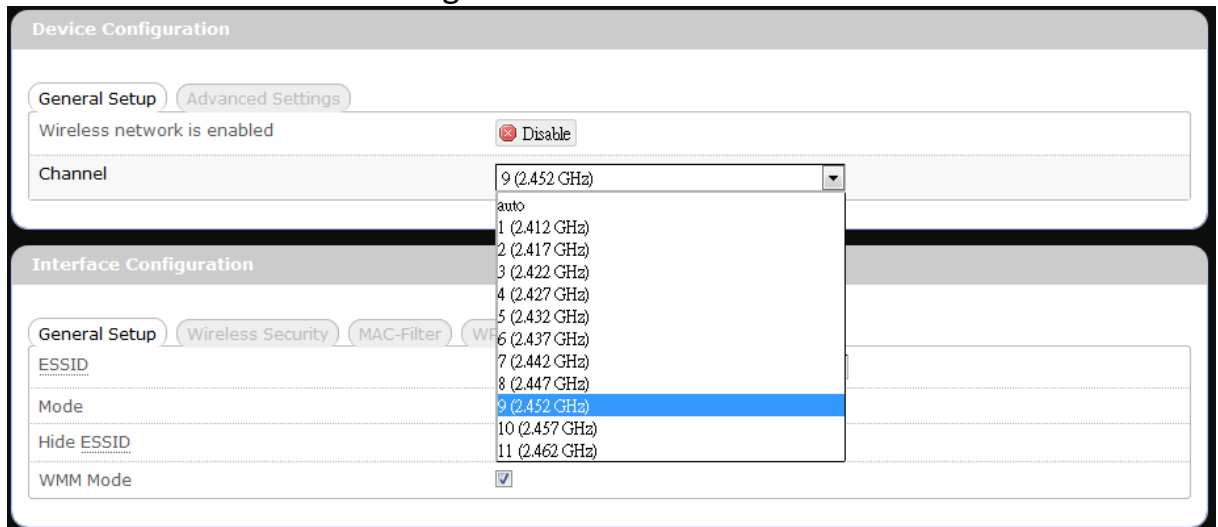 Device Configuration
General Setup Advanced Settings
Wireless network is enabled Disable
Channel 9 (2.452 GHz)
auto
1 (2.412 GHz)
2 (2.417 GHz)
Interface Configuration
3 (2.422 GHz)
4 (2.427 GHz)
5 (2.432 GHz)
General Setup Wireless Security MAC-Filter
6 (2.437 GHz)
ESSID
7 (2.442 GHz)
8 (2.447 GHz)
Mode
9 (2.452 GHz)
10 (2.457 GHz)
Hide ESSID
11 (2.462 GHz)
WMM Mode